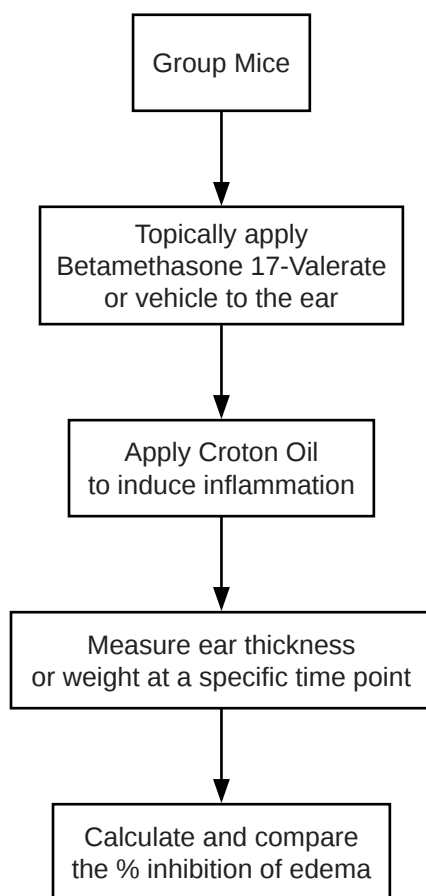 Group Mice
Topically apply
Betamethasone 17-Valerate
or vehicle to the ear
Apply Croton Oil
to induce inflammation
Measure ear thickness
or weight at a specific time point
Calculate and compare
the % inhibition of edema